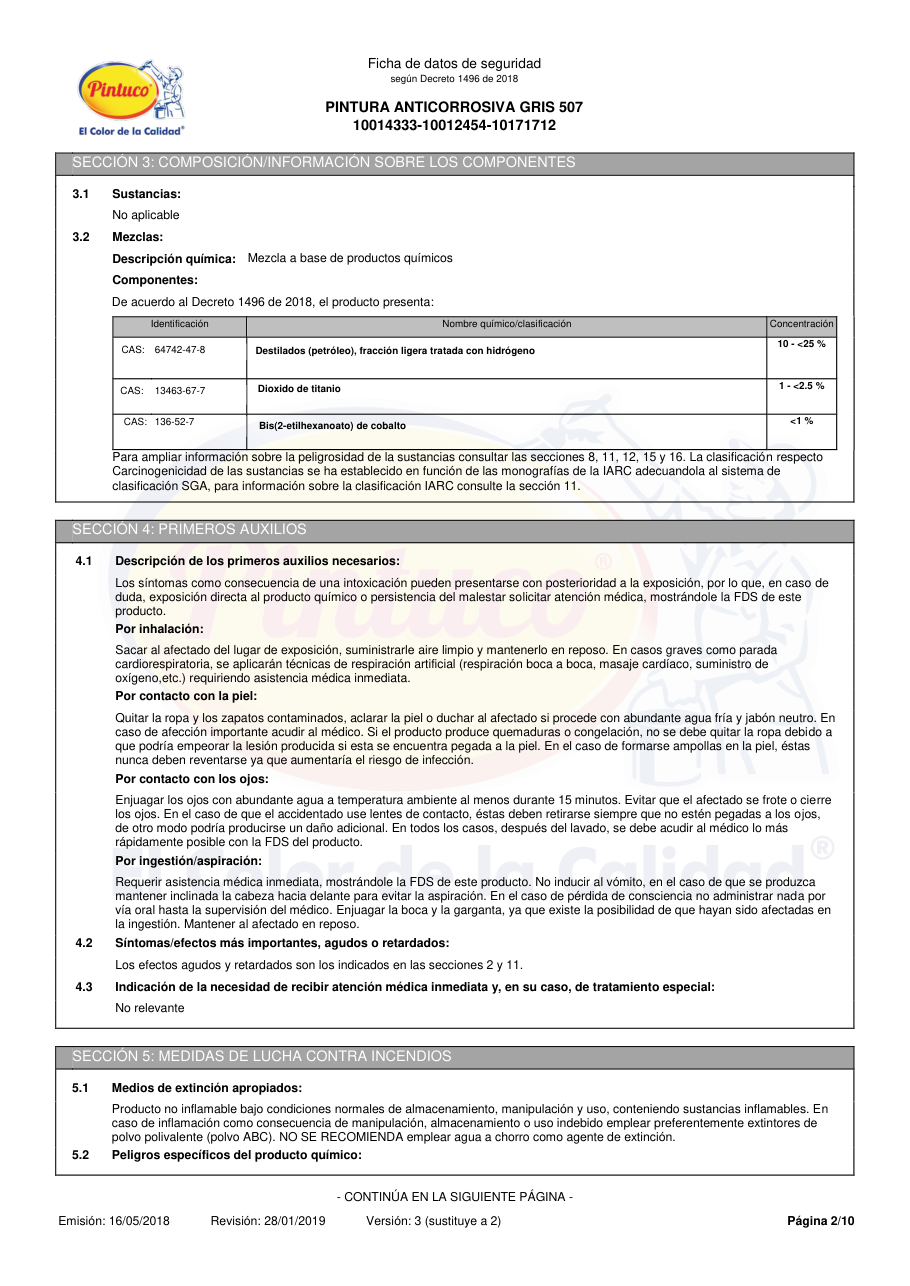 Pintuco®
El Color de la Calidad®
Ficha de datos de seguridad
según Decreto 1496 de 2018
PINTURA ANTICORROSIVA GRIS 507
10014333-10012454-10171712
SECCIÓN 3: COMPOSICIÓN/INFORMACIÓN SOBRE LOS COMPONENTES
3.1 Sustancias:
No aplicable
3.2 Mezclas:
Descripción química: Mezcla a base de productos químicos
Componentes:
De acuerdo al Decreto 1496 de 2018, el producto presenta:
Identificación Nombre químico/clasificación Concentración
CAS: 64742-47-8 Destilados (petróleo), fracción ligera tratada con hidrógeno 10 - <25 %
CAS: 13463-67-7 Dioxido de titanio 1 - <2.5 %
CAS: 136-52-7 Bis(2-etilhexanoato) de cobalto <1 %
Para ampliar información sobre la peligrosidad de la sustancias consultar las secciones 8, 11, 12, 15 y 16. La clasificación respecto
Carcinogenicidad de las sustancias se ha establecido en función de las monografías de la IARC adecuandola al sistema de
clasificación SGA, para información sobre la clasificación IARC consulte la sección 11.
SECCIÓN 4: PRIMEROS AUXILIOS
4.1 Descripción de los primeros auxilios necesarios:
Los síntomas como consecuencia de una intoxicación pueden presentarse con posterioridad a la exposición, por lo que, en caso de
duda, exposición directa al producto químico o persistencia del malestar solicitar atención médica, mostrándole la FDS de este
producto.
Por inhalación:
Sacar al afectado del lugar de exposición, suministrarle aire limpio y mantenerlo en reposo. En casos graves como parada
cardiorespiratoria, se aplicarán técnicas de respiración artificial (respiración boca a boca, masaje cardíaco, suministro de
oxígeno,etc.) requiriendo asistencia médica inmediata.
Por contacto con la piel:
Quitar la ropa y los zapatos contaminados, aclarar la piel o duchar al afectado si procede con abundante agua fría y jabón neutro. En
caso de afección importante acudir al médico. Si el producto produce quemaduras o congelación, no se debe quitar la ropa debido a
que podría empeorar la lesión producida si esta se encuentra pegada a la piel. En el caso de formarse ampollas en la piel, éstas
nunca deben reventarse ya que aumentaría el riesgo de infección.
Por contacto con los ojos:
Enjuagar los ojos con abundante agua a temperatura ambiente al menos durante 15 minutos. Evitar que el afectado se frote o cierre
los ojos. En el caso de que el accidentado use lentes de contacto, éstas deben retirarse siempre que no estén pegadas a los ojos,
de otro modo podría producirse un daño adicional. En todos los casos, después del lavado, se debe acudir al médico lo más
rápidamente posible con la FDS del producto.
Por ingestión/aspiración:
Requerir asistencia médica inmediata, mostrándole la FDS de este producto. No inducir al vómito, en el caso de que se produzca
mantener inclinada la cabeza hacia delante para evitar la aspiración. En el caso de pérdida de consciencia no administrar nada por
vía oral hasta la supervisión del médico. Enjuagar la boca y la garganta, ya que existe la posibilidad de que hayan sido afectadas en
la ingestión. Mantener al afectado en reposo.
4.2 Síntomas/efectos más importantes, agudos o retardados:
Los efectos agudos y retardados son los indicados en las secciones 2 y 11.
4.3 Indicación de la necesidad de recibir atención médica inmediata y, en su caso, de tratamiento especial:
No relevante
SECCIÓN 5: MEDIDAS DE LUCHA CONTRA INCENDIOS
5.1 Medios de extinción apropiados:
Producto no inflamable bajo condiciones normales de almacenamiento, manipulación y uso, conteniendo sustancias inflamables. En
caso de inflamación como consecuencia de manipulación, almacenamiento o uso indebido emplear preferentemente extintores de
polvo polivalente (polvo ABC). NO SE RECOMIENDA emplear agua a chorro como agente de extinción.
5.2 Peligros específicos del producto químico:
- CONTINÚA EN LA SIGUIENTE PÁGINA -
Emisión: 16/05/2018 Revisión: 28/01/2019 Versión: 3 (sustituye a 2) Página 2/10